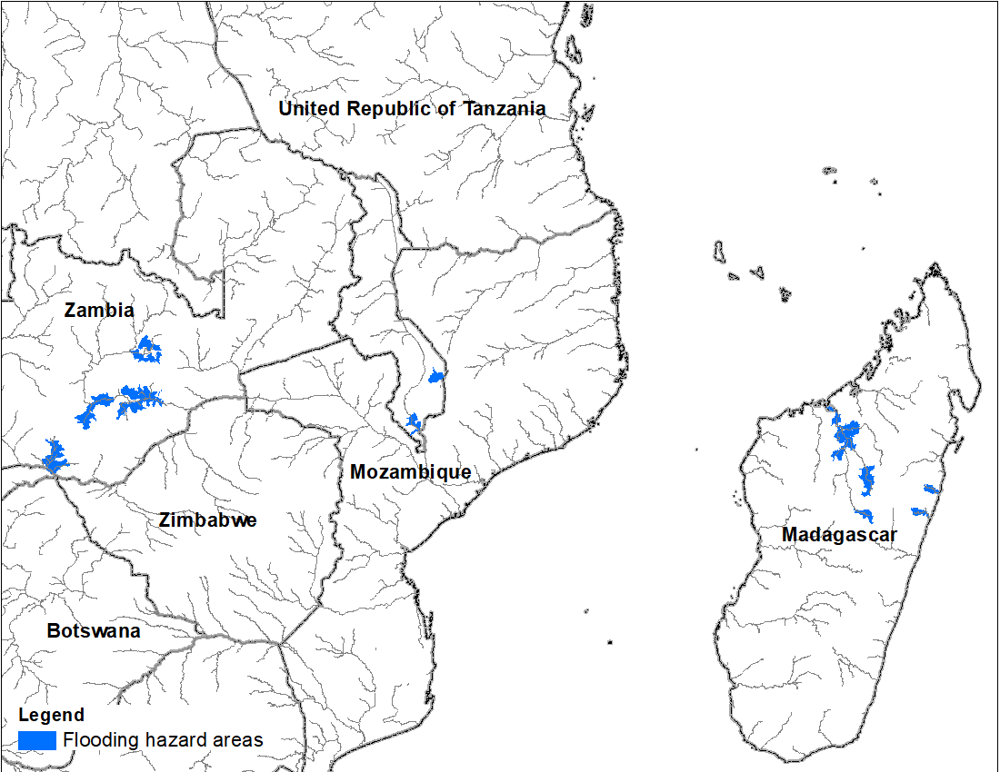 United Republic of Tanzania
Zambia
Mozambique
Zimbabwe
Madagascar
Botswana
Legend
Flooding hazard areas